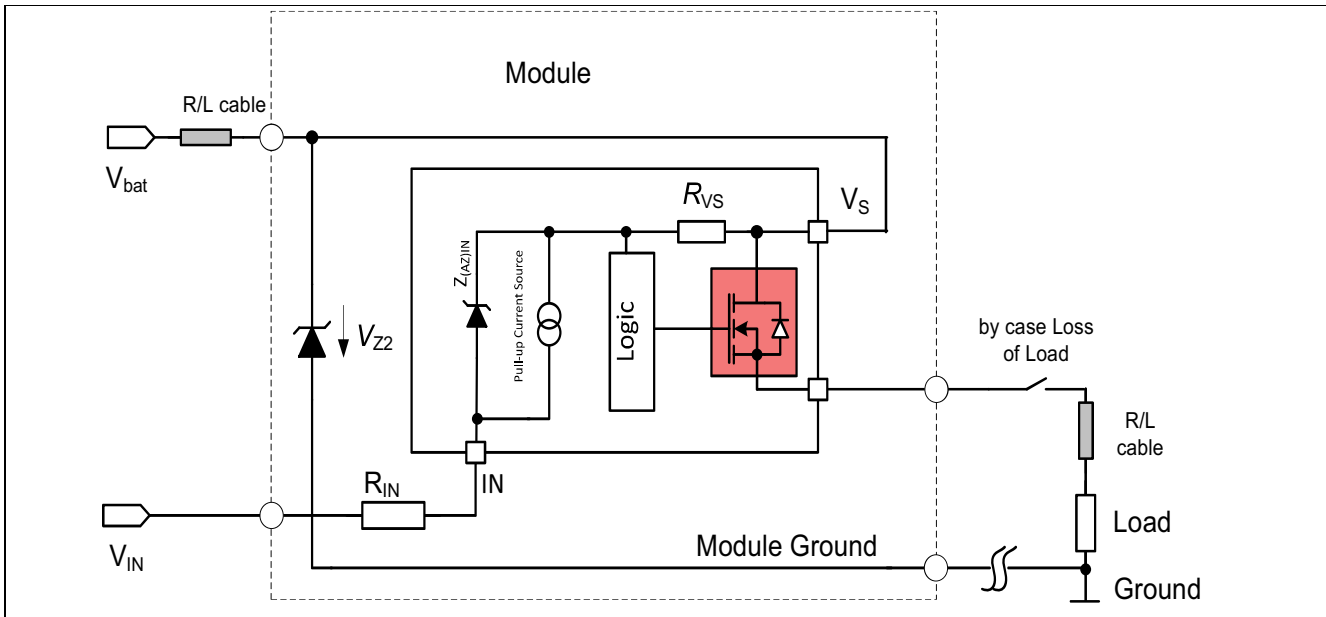 Module
R/L cable
V_bat
R_VS
V_S
Z_(AZ)IN
Pull-up Current Source
Logic
V_Z2
by case Loss
of Load
R/L
cable
R_IN
IN
V_IN
Load
Module Ground
Ground